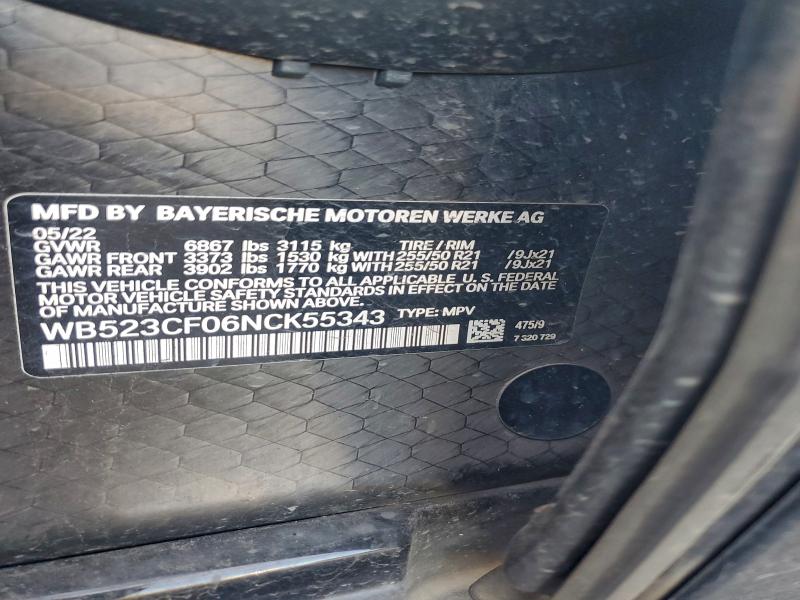 MFD BY BAYERISCHE MOTOREN WERKE AG
05/22
GVWR 6867 lbs 3115 kg TIRE / RIM
GAWR FRONT 3373 lbs 1530 kg WITH 255/50 R21 /9Jx21
GAWR REAR 3902 lbs 1770 kg WITH 255/50 R21 /9Jx21
THIS VEHICLE CONFORMS TO ALL APPLICABLE U. S. FEDERAL
MOTOR VEHICLE SAFETY STANDARDS IN EFFECT ON THE DATE
OF MANUFACTURE SHOWN ABOVE.
WB523CF06NCK55343 TYPE: MPV
475/9
7 320 729